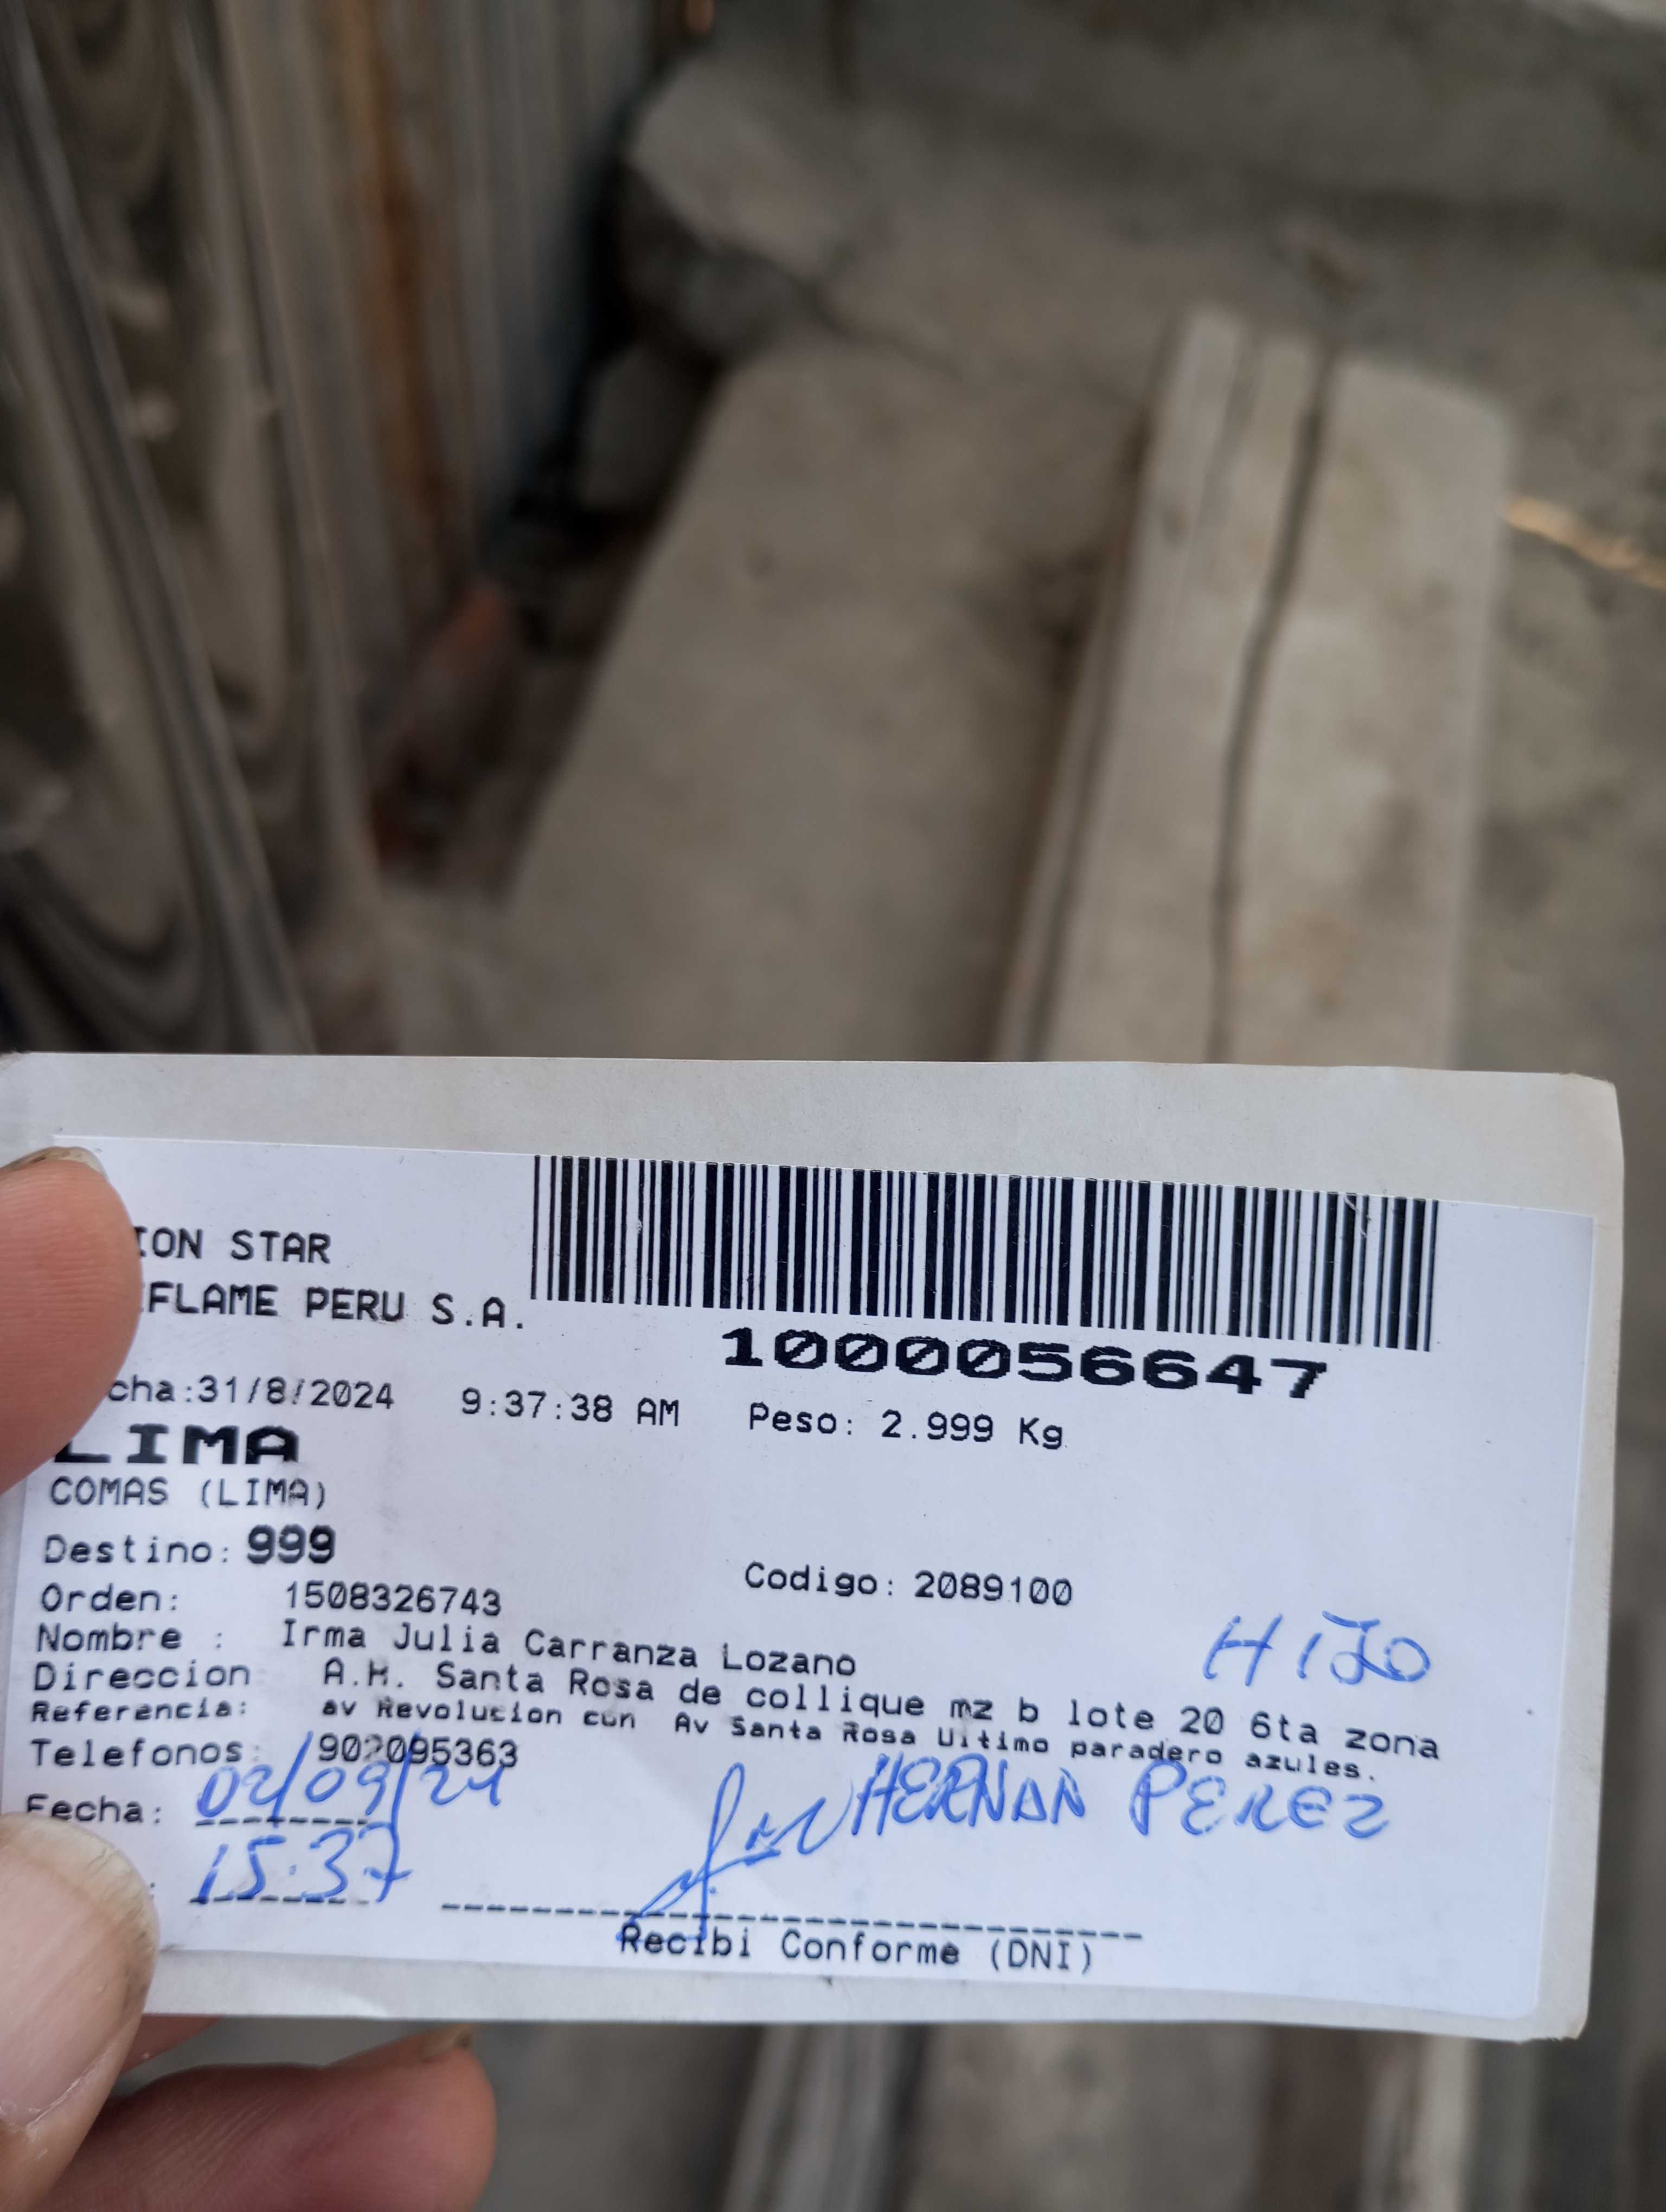 ION STAR
FLAME PERU S.A.
1000056647
cha:31/8/2024 9:37:38 AM Peso: 2.999 Kg
LIMA
COMAS (LIMA)
Destino: 999
Codigo: 2089100
Orden: 1508326743
Nombre : Irma Julia Carranza Lozano
HIJO
Direccion A.H. Santa Rosa de collique mz b lote 20 6ta zona
Referencia: av Revolucion con Av Santa Rosa Ultimo paradero azules.
Telefonos: 902095363
Fecha: 02/09/24
HERNAN PEREZ
: 15:37
Recibi Conforme (DNI)